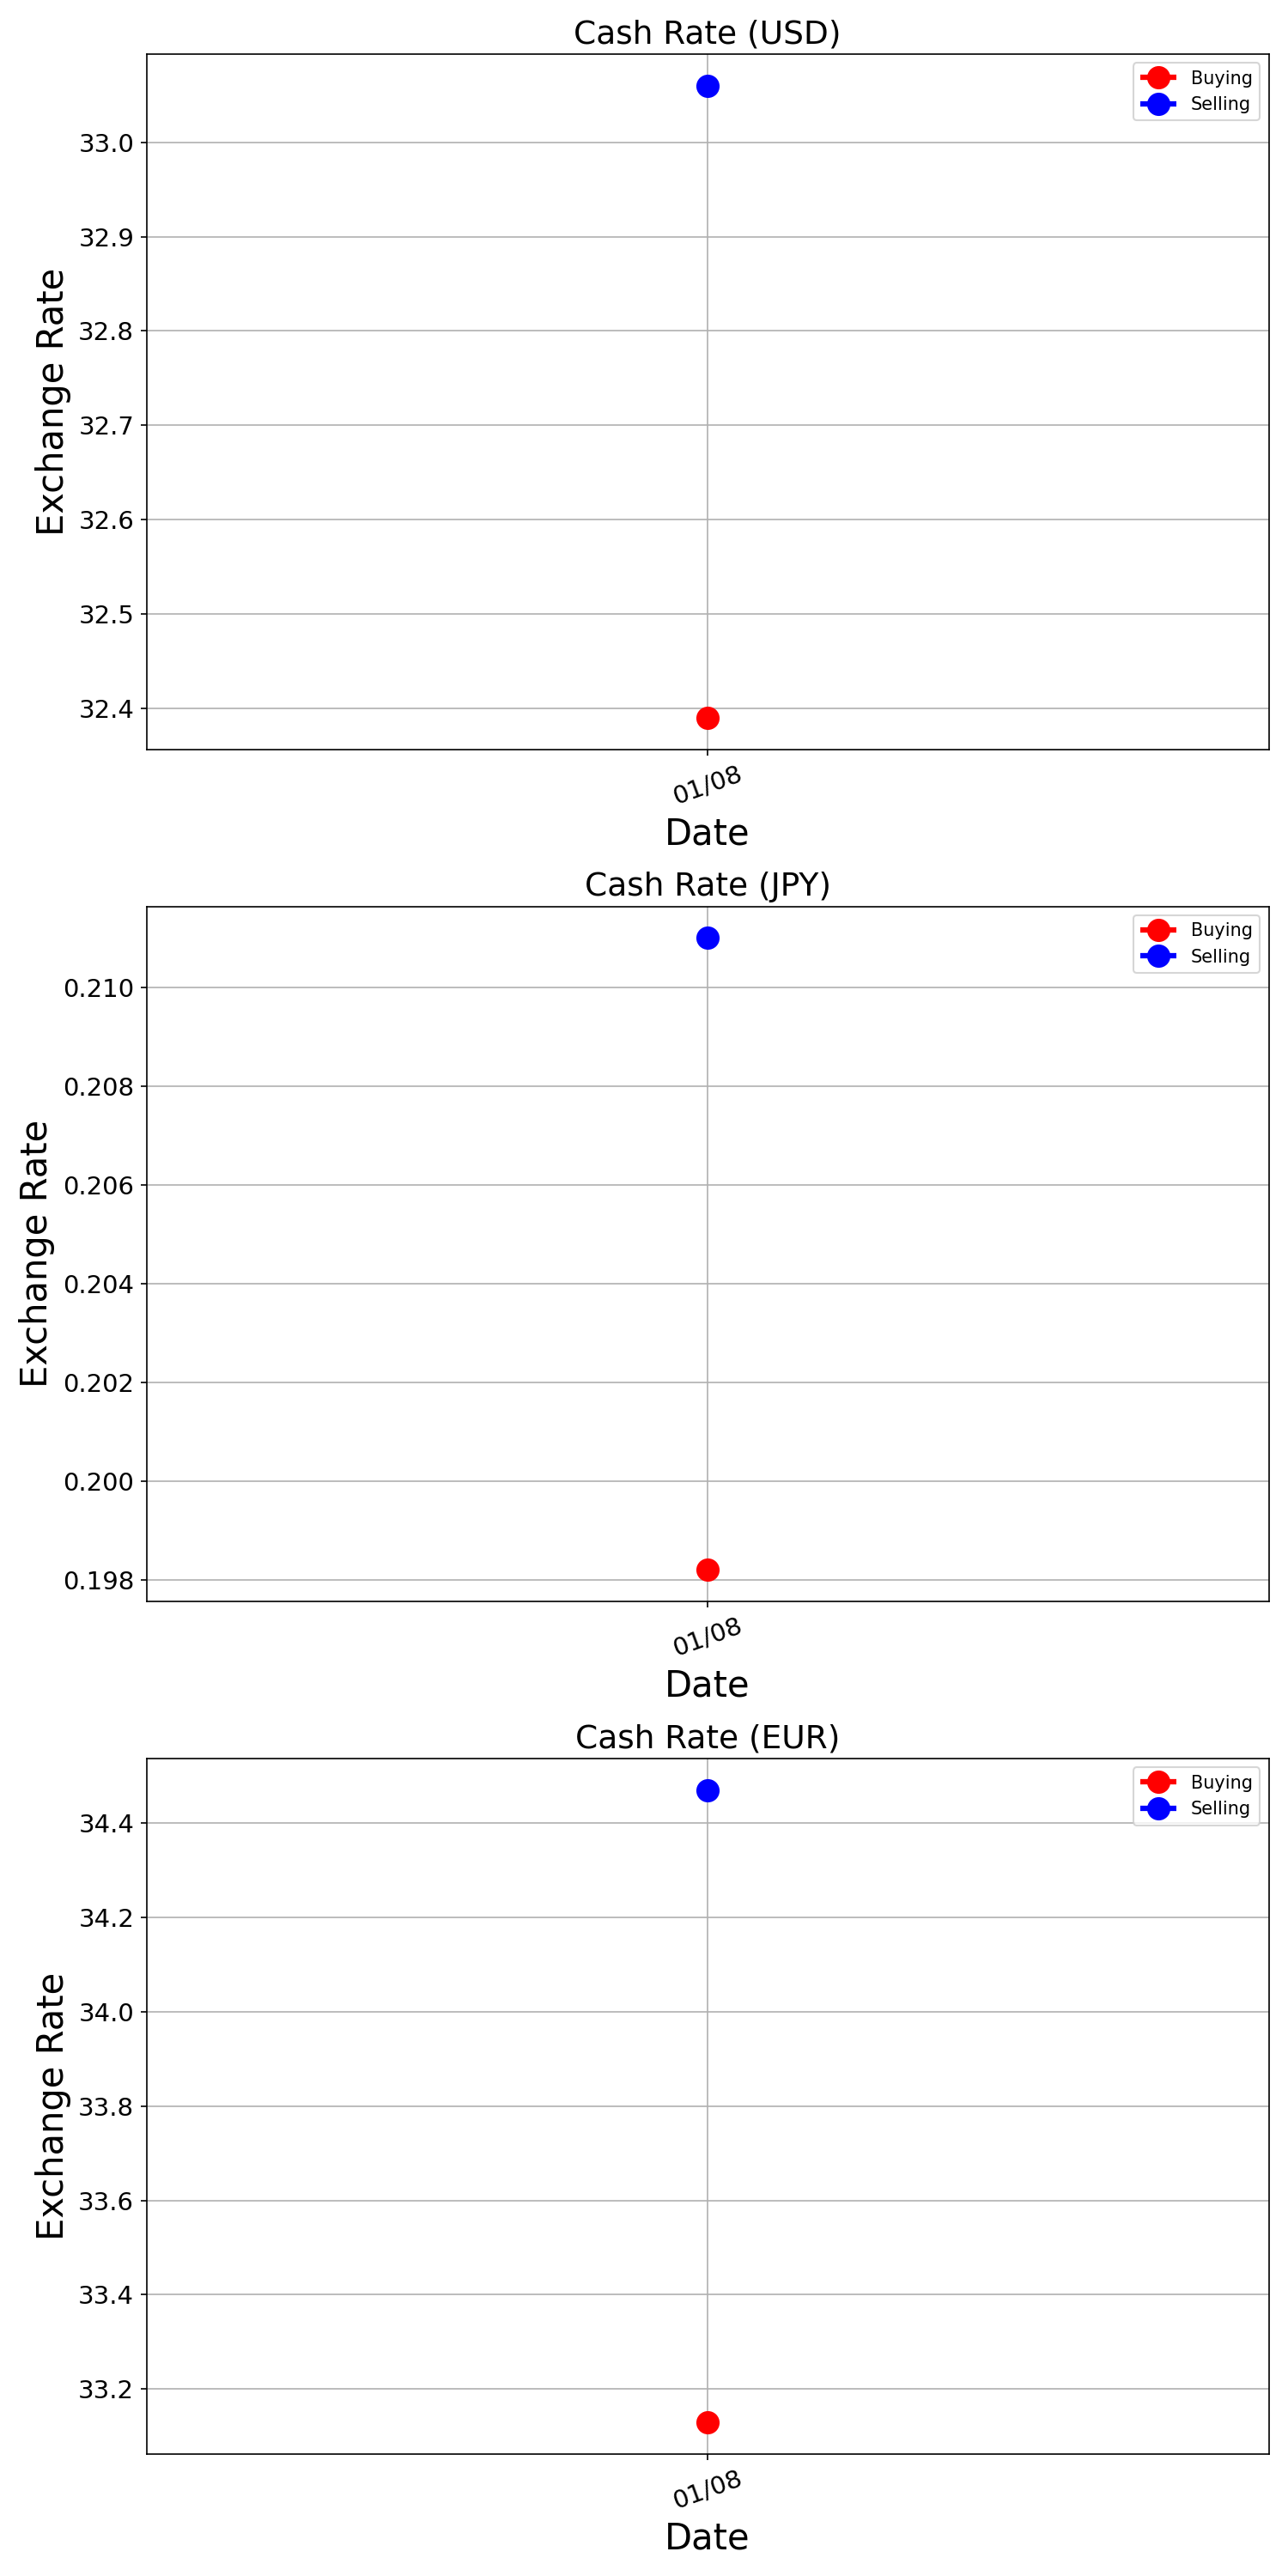 Cash Rate (USD)
Buying
Selling
33.0
32.9
32.8
32.7
32.6
32.5
32.4
Exchange Rate
01/08
Date
Cash Rate (JPY)
Buying
Selling
0.210
0.208
0.206
0.204
0.202
0.200
0.198
Exchange Rate
01/08
Date
Cash Rate (EUR)
Buying
Selling
34.4
34.2
34.0
33.8
33.6
33.4
33.2
Exchange Rate
01/08
Date